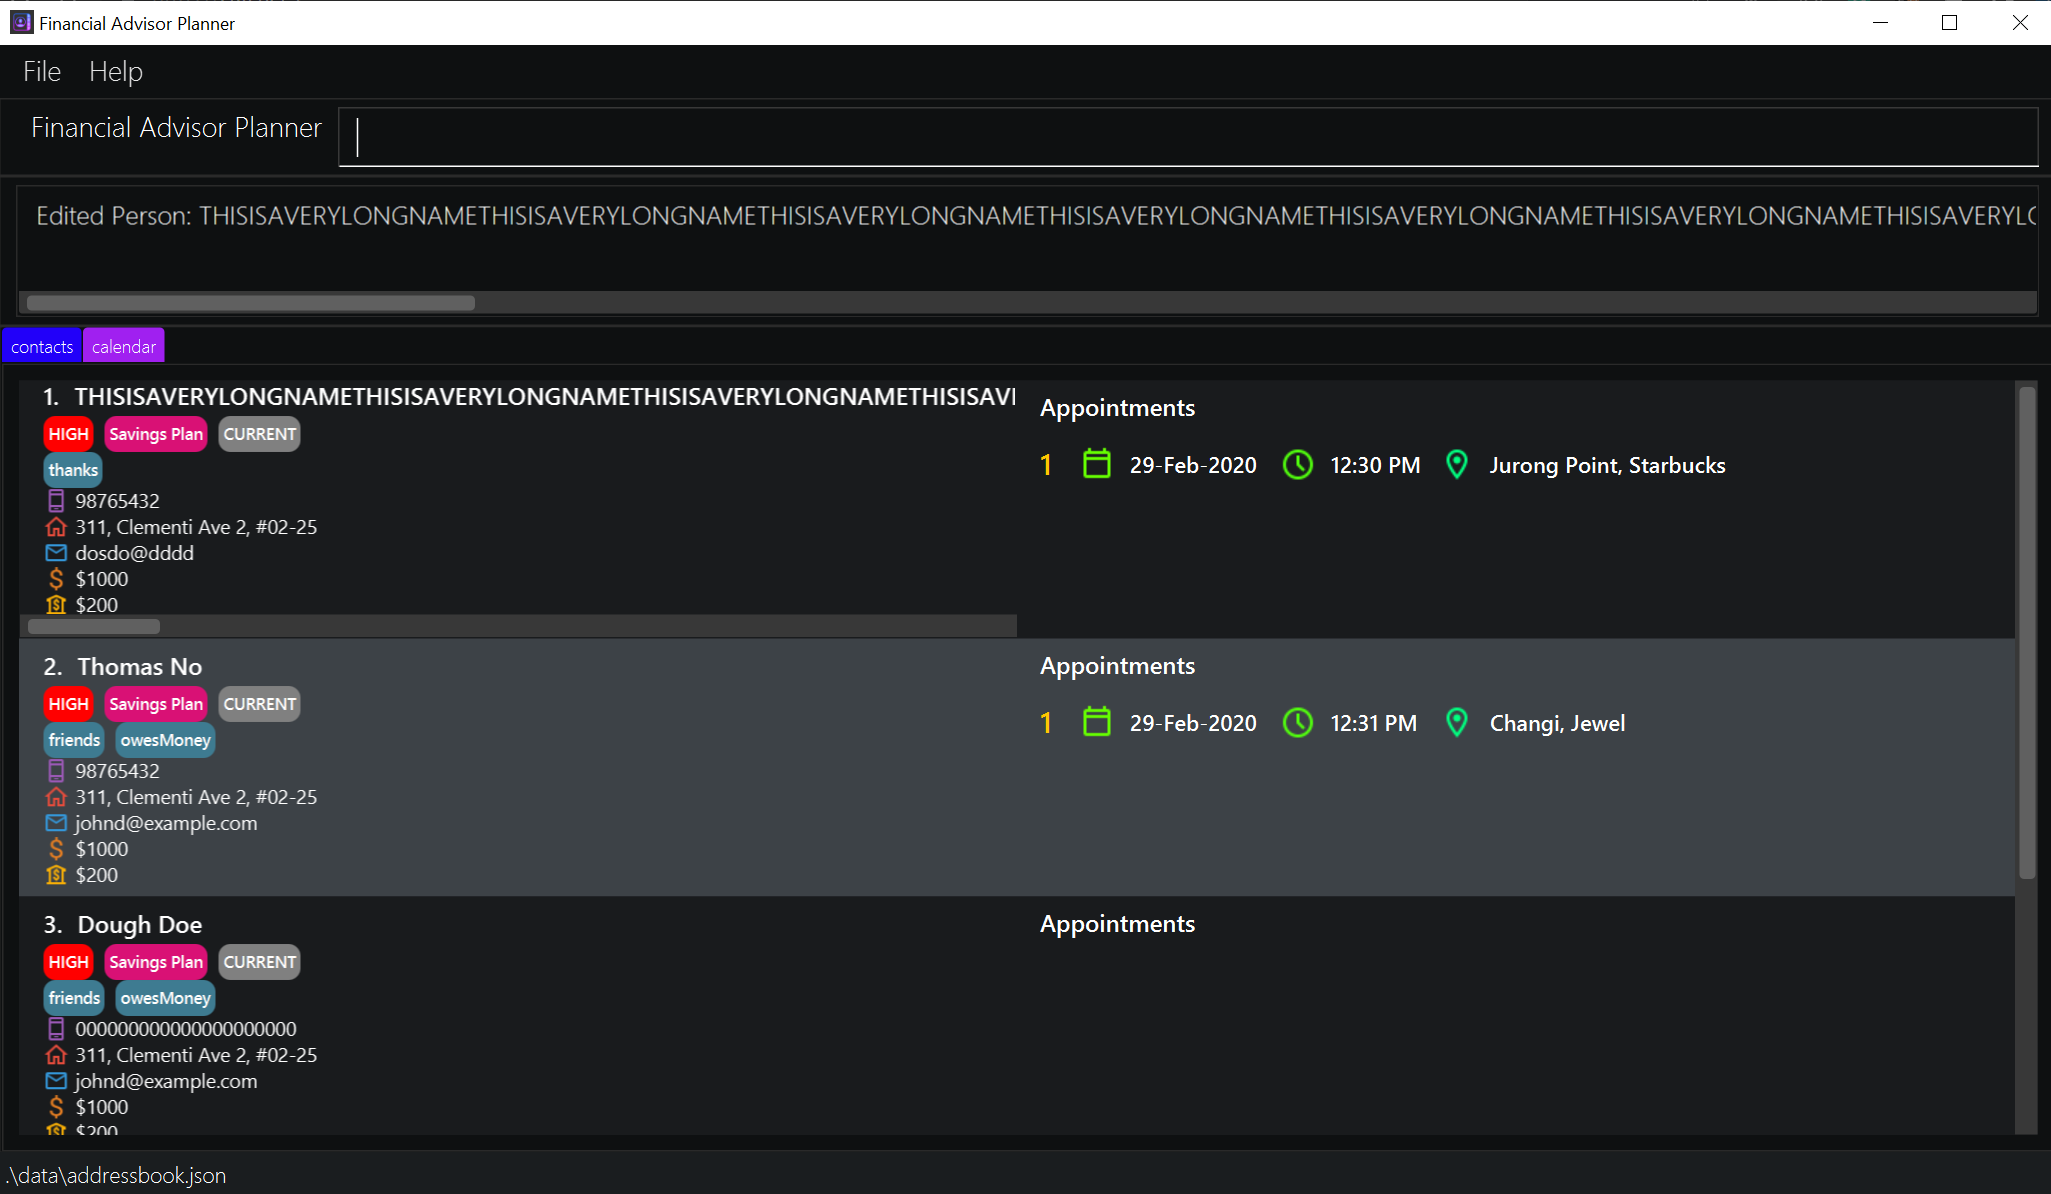 Financial Advisor Planner
File Help
Financial Advisor Planner
Edited Person: THISISAVERYLONGNAMETHISISAVERYLONGNAMETHISISAVERYLONGNAMETHISISAVERYLONGNAMETHISISAVERYLONGNAMETHISISAVERYLONGNAMETHISISAVERYLO
contacts calendar
1. THISISAVERYLONGNAMETHISISAVERYLONGNAMETHISISAVERYLONGNAMETHISISAVI
HIGH Savings Plan CURRENT
thanks
98765432
311, Clementi Ave 2, #02-25
dosdo@dddd
$1000
$200
Appointments
1 29-Feb-2020 12:30 PM Jurong Point, Starbucks
2. Thomas No
HIGH Savings Plan CURRENT
friends owesMoney
98765432
311, Clementi Ave 2, #02-25
johnd@example.com
$1000
$200
Appointments
1 29-Feb-2020 12:31 PM Changi, Jewel
3. Dough Doe
HIGH Savings Plan CURRENT
friends owesMoney
000000000000000000000
311, Clementi Ave 2, #02-25
johnd@example.com
$1000
$200
Appointments
.\data\addressbook.json